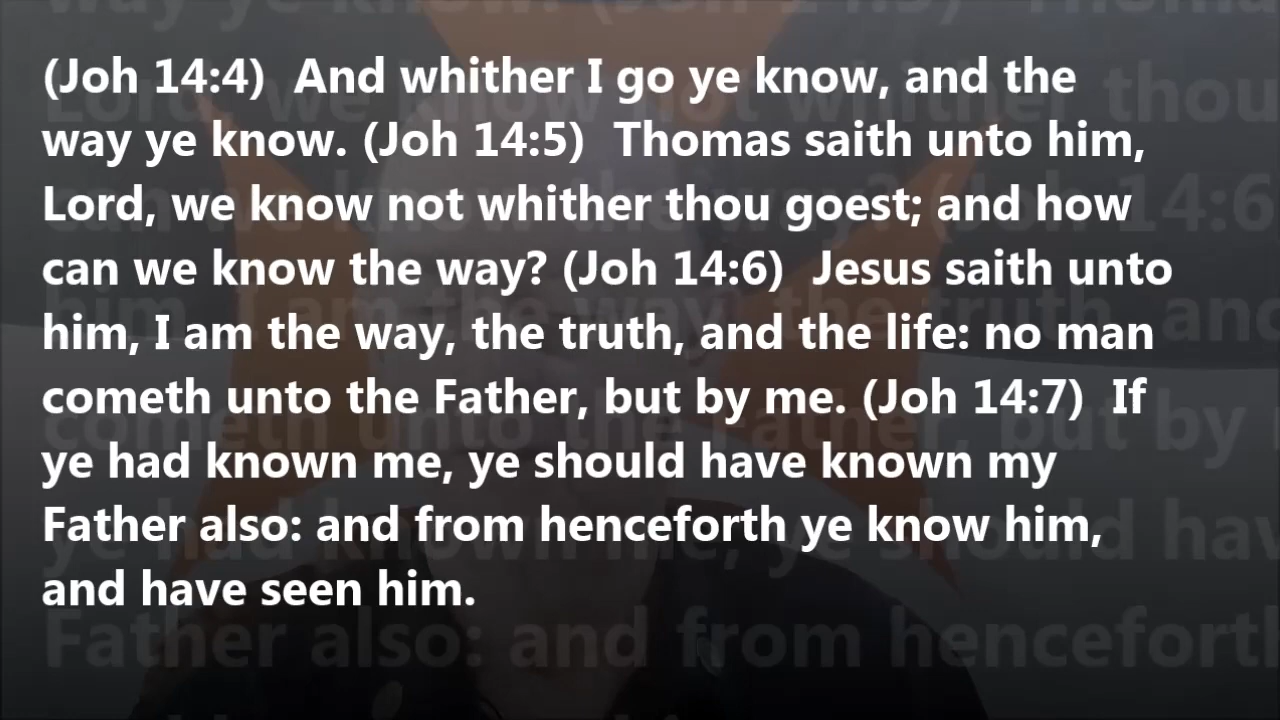 (Joh 14:4)  And whither I go ye know, and the
way ye know. (Joh 14:5)  Thomas saith unto him,
Lord, we know not whither thou goest; and how
can we know the way? (Joh 14:6)  Jesus saith unto
him, I am the way, the truth, and the life: no man
cometh unto the Father, but by me. (Joh 14:7)  If
ye had known me, ye should have known my
Father also: and from henceforth ye know him,
and have seen him.